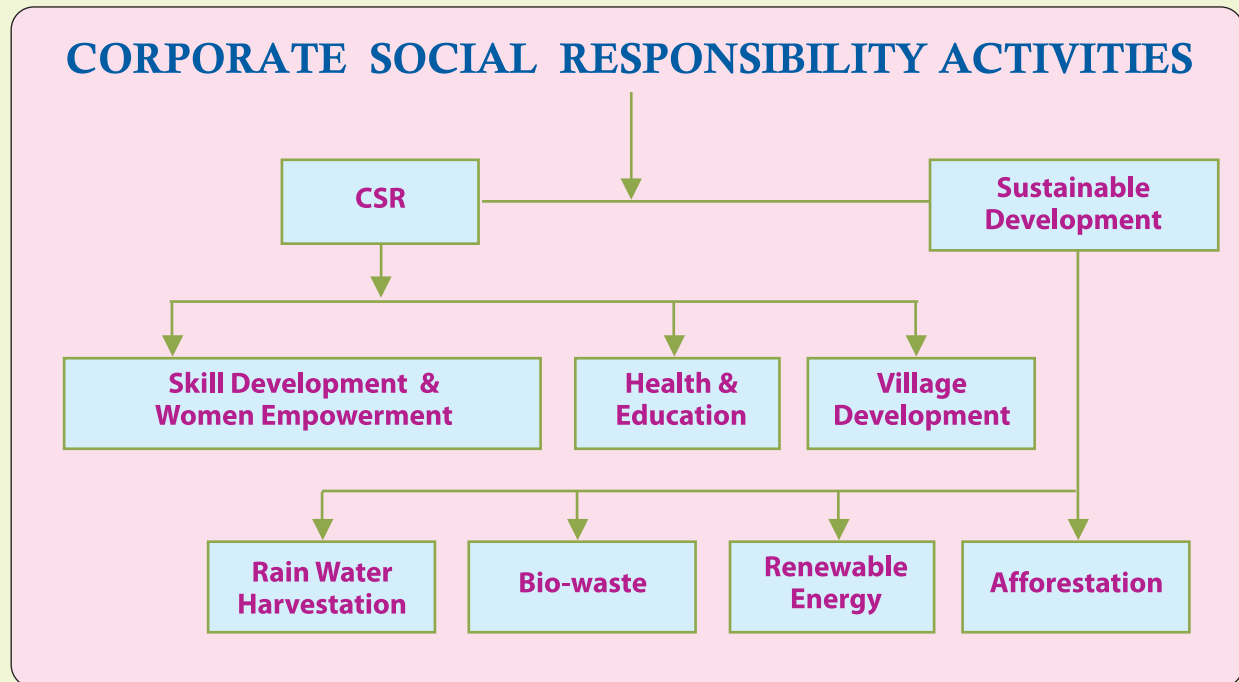 CORPORATE SOCIAL RESPONSIBILITY ACTIVITIES
CSR
Sustainable
Development
Skill Development &
Women Empowerment
Health &
Education
Village
Development
Rain Water
Harvestation
Bio-waste
Renewable
Energy
Afforestation